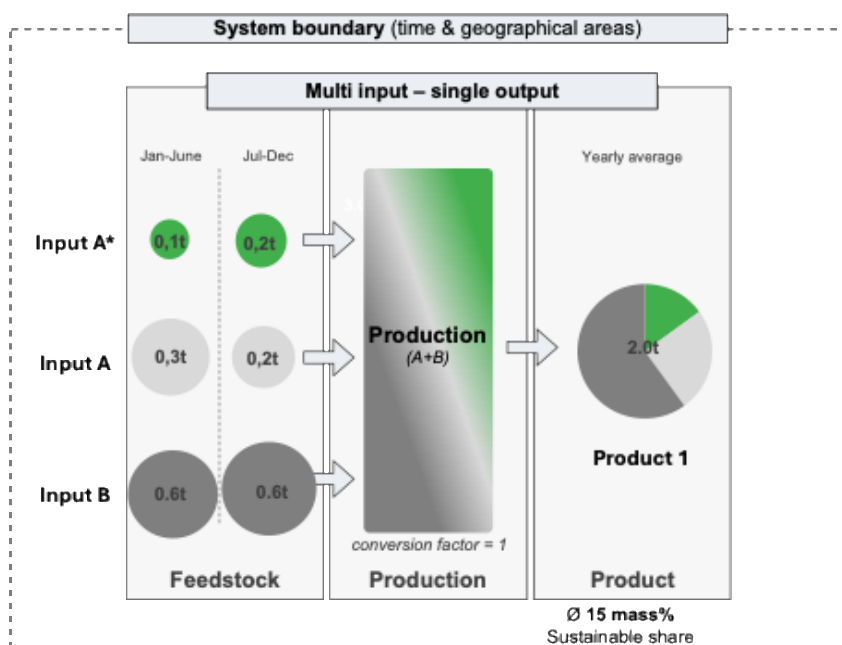 System boundary (time & geographical areas)
Multi input – single output
Jan-June
Jul-Dec
Yearly average
Input A*
0,1t
0,2t
Input A
0,3t
0,2t
Production
(A+B)
2.0t
Product 1
Input B
0.6t
0.6t
conversion factor = 1
Feedstock
Production
Product
Ø 15 mass%
Sustainable share